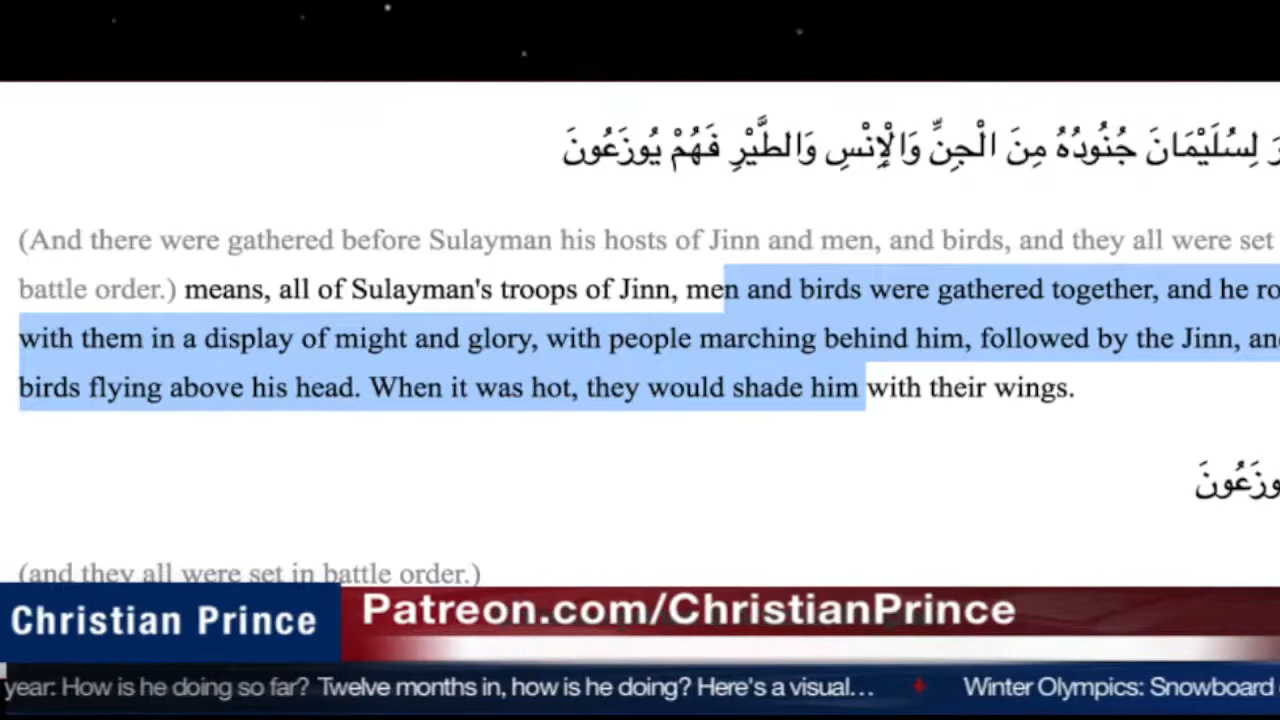 لِسُلَيْمَانَ جُنُودُهُ مِنَ الْجِنِّ وَالْإِنْسِ وَالطَّيْرِ فَهُمْ يُوزَعُونَ
(And there were gathered before Sulayman his hosts of Jinn and men, and birds, and they all were set
battle order.) means, all of Sulayman's troops of Jinn, men and birds were gathered together, and he
with them in a display of might and glory, with people marching behind him, followed by the Jinn,
birds flying above his head. When it was hot, they would shade him with their wings.
(and they all were set in battle order.)
Christian Prince
Patreon.com/ChristianPrince
year: How is he doing so far? Twelve months in, how is he doing? Here's a visual... Winter Olympics: Snowboard